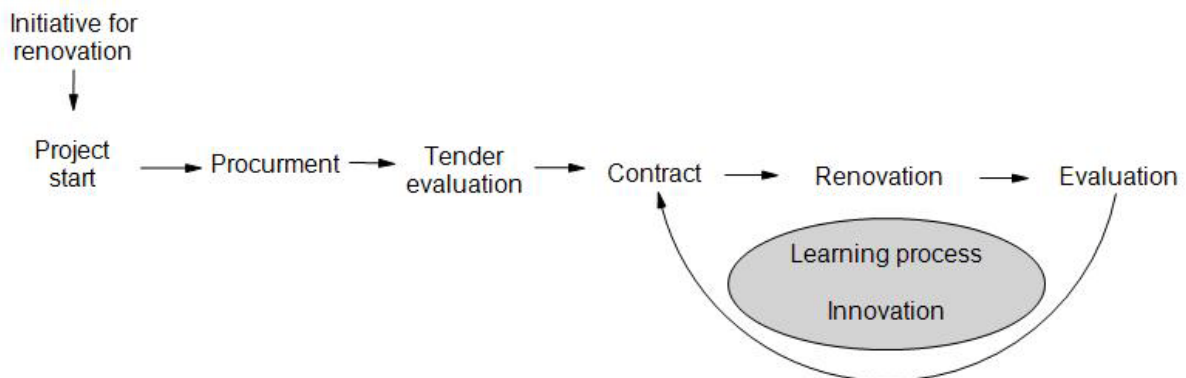 Initiative for
renovation
Project
start
Procurment
Tender
evaluation
Contract
Renovation
Evaluation
Learning process
Innovation